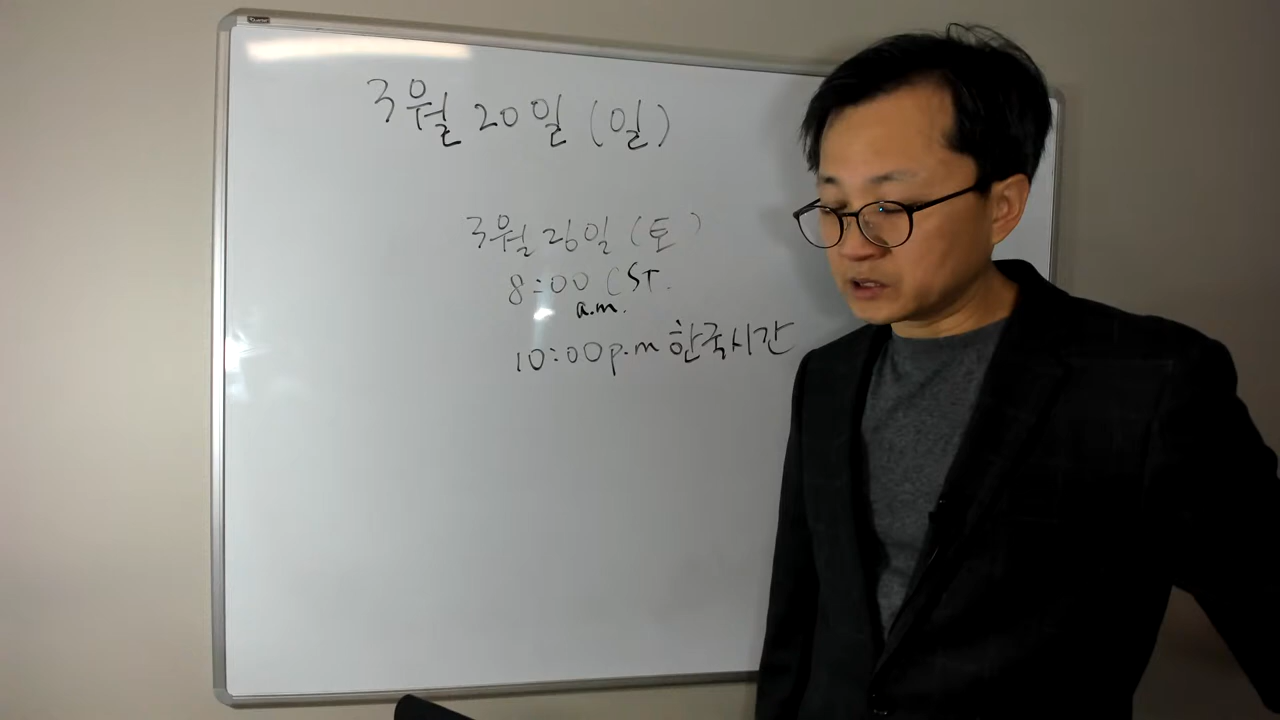 3월 20일 (일)
3월 26일 (토)
8:00 CST.
a.m.
10:00p.m 한국시간